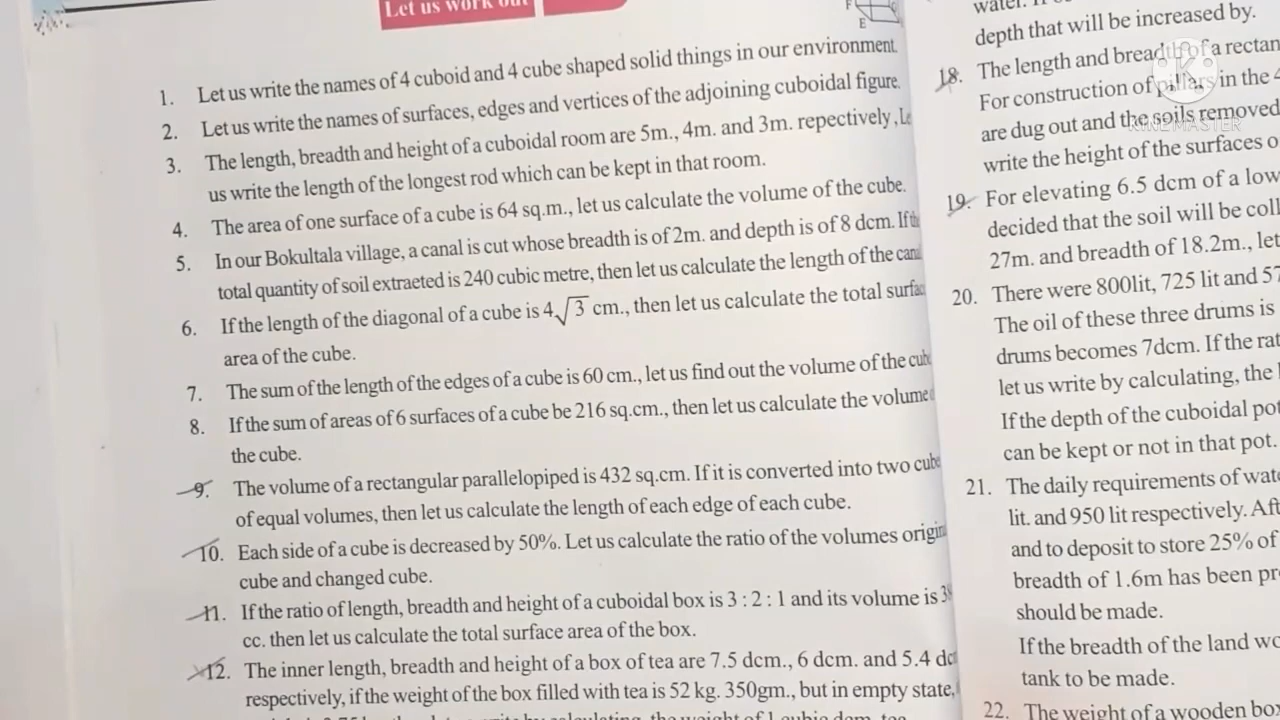 Let us work out
F
E
1. Let us write the names of 4 cuboid and 4 cube shaped solid things in our environment.
2. Let us write the names of surfaces, edges and vertices of the adjoining cuboidal figure.
3. The length, breadth and height of a cuboidal room are 5m., 4m. and 3m. repectively, Le
us write the length of the longest rod which can be kept in that room.
4. The area of one surface of a cube is 64 sq.m., let us calculate the volume of the cube.
5. In our Bokultala village, a canal is cut whose breadth is of 2m. and depth is of 8 dcm. If th
total quantity of soil extraeted is 240 cubic metre, then let us calculate the length of the can
6. If the length of the diagonal of a cube is 4√3 cm., then let us calculate the total surfac
area of the cube.
7. The sum of the length of the edges of a cube is 60 cm., let us find out the volume of the cub
8. If the sum of areas of 6 surfaces of a cube be 216 sq.cm., then let us calculate the volume
the cube.
9. The volume of a rectangular parallelopiped is 432 sq.cm. If it is converted into two cube
of equal volumes, then let us calculate the length of each edge of each cube.
10. Each side of a cube is decreased by 50%. Let us calculate the ratio of the volumes origin
cube and changed cube.
11. If the ratio of length, breadth and height of a cuboidal box is 3 : 2 : 1 and its volume is
cc. then let us calculate the total surface area of the box.
12. The inner length, breadth and height of a box of tea are 7.5 dcm., 6 dcm. and 5.4 dc
respectively, if the weight of the box filled with tea is 52 kg. 350gm., but in empty state,
calculating, the weight of 1 cubic dcm. tea
water.
depth that will be increased by.
18. The length and breadth of a rectan
For construction of pillars in the 4
are dug out and the soils removed
write the height of the surfaces o
19. For elevating 6.5 dcm of a low
decided that the soil will be coll
27m. and breadth of 18.2m., let
20. There were 800lit, 725 lit and 57
The oil of these three drums is
drums becomes 7dcm. If the rat
let us write by calculating, the
If the depth of the cuboidal pot
can be kept or not in that pot.
21. The daily requirements of wat
lit. and 950 lit respectively. Aft
and to deposit to store 25% of
breadth of 1.6m has been pr
should be made.
If the breadth of the land wo
tank to be made.
22. The weight of a wooden box
K
KINEMASTER